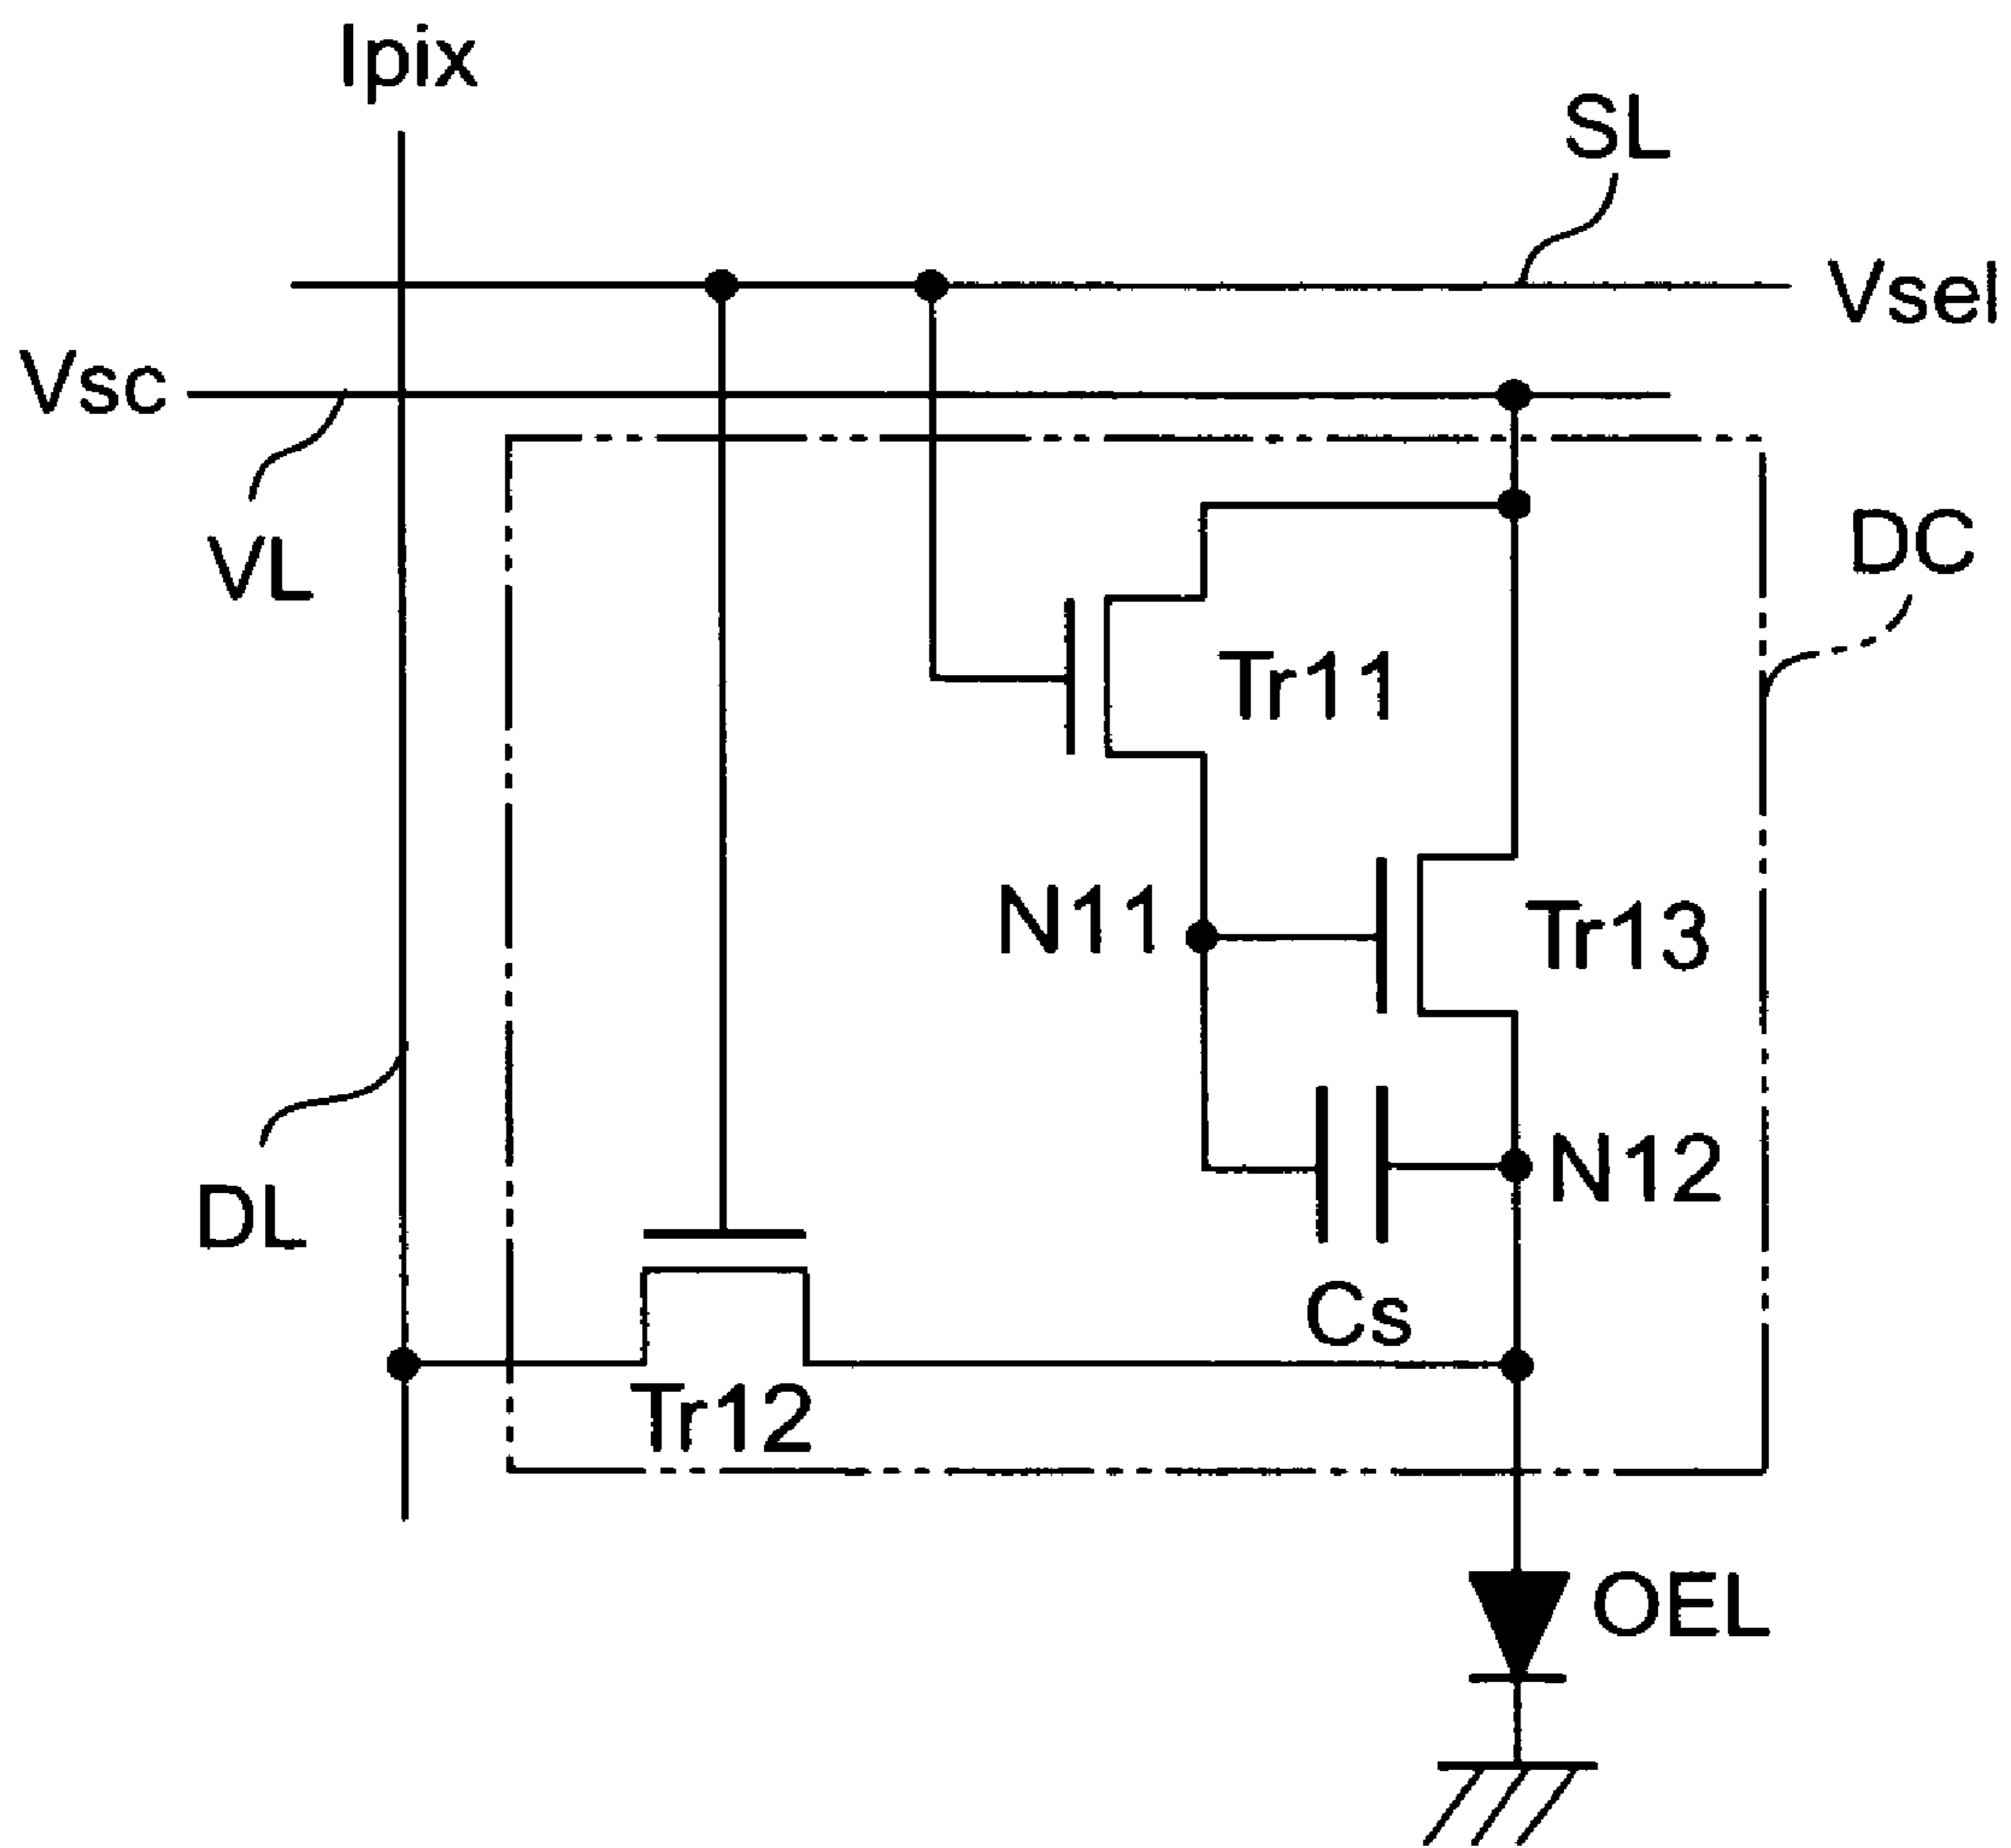 Ipix
SL
Vsel
Vsc
VL
DC
Tr11
N11
Tr13
N12
DL
Cs
Tr12
OEL